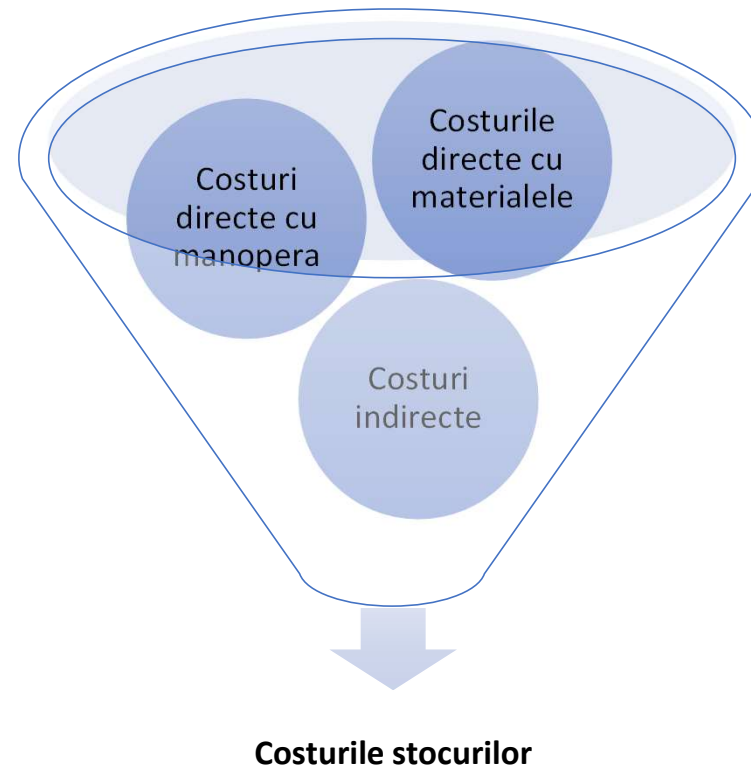 Costurile
directe cu
materialele
Costuri
directe cu
manopera
Costuri
indirecte
Costurile stocurilor